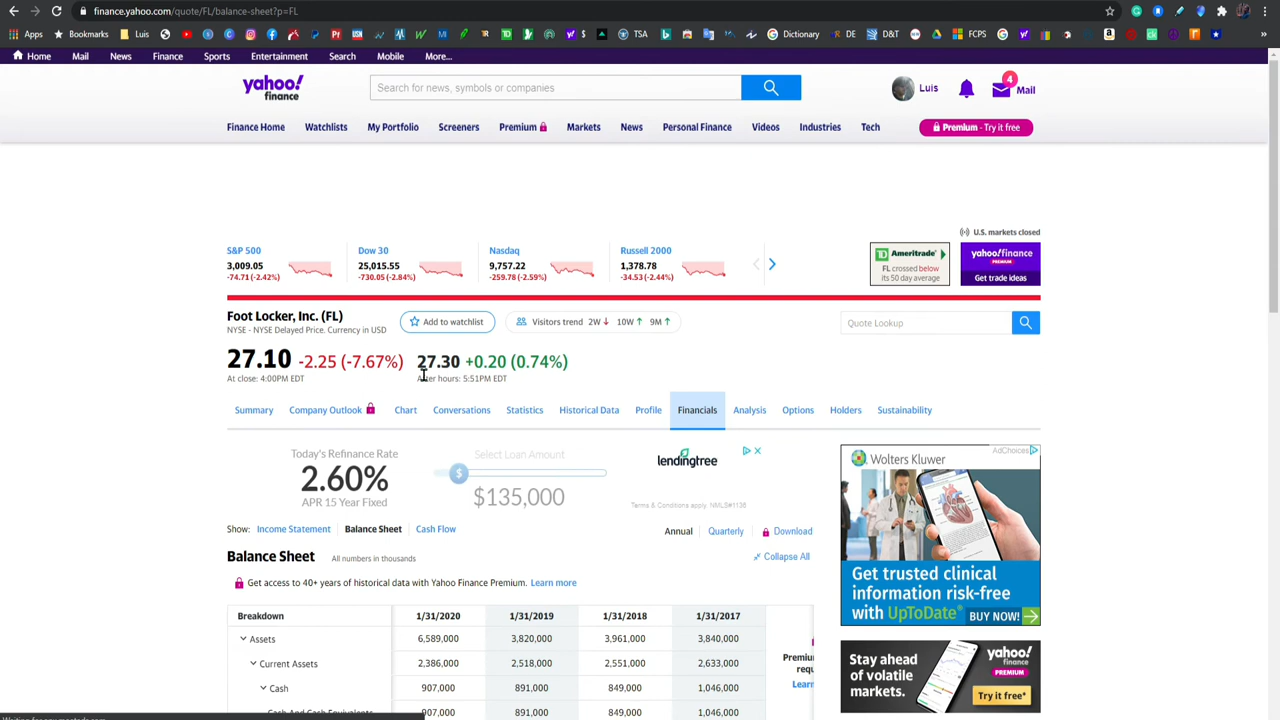 finance.yahoo.com/quote/FL/balance-sheet?p=FL
Apps Bookmarks Luis TSA Dictionary D&T FCPS
Home Mail News Finance Sports Entertainment Search Mobile More...
yahoo! finance
Search for news, symbols or companies
Luis
4
Mail
Finance Home Watchlists My Portfolio Screeners Premium Markets News Personal Finance Videos Industries Tech Premium - Try it free
U.S. markets closed
S&P 500 Dow 30 Nasdaq Russell 2000
3,009.05 25,015.55 9,757.22 1,378.78
-74.71 (-2.42%) -730.05 (-2.84%) -259.78 (-2.59%) -34.53 (-2.44%)
Ameritrade
FL crossed below
its 50 day average
yahoo!finance
PREMIUM
Get trade ideas
Foot Locker, Inc. (FL)
NYSE - NYSE Delayed Price. Currency in USD
Add to watchlist
Visitors trend 2W↓ 10W↑ 9M↑
Quote Lookup
27.10 -2.25 (-7.67%) 27.30 +0.20 (0.74%)
At close: 4:00PM EDT After hours: 5:51PM EDT
Summary Company Outlook Chart Conversations Statistics Historical Data Profile Financials Analysis Options Holders Sustainability
Today's Refinance Rate
2.60%
APR 15 Year Fixed
Select Loan Amount
$
$135,000
lendingtree
Terms & Conditions apply. NMLS#1136
AdChoices
Wolters Kluwer
Get trusted clinical
information risk-free
with UpToDate® BUY NOW!
Show: Income Statement Balance Sheet Cash Flow
Annual Quarterly Download
Balance Sheet All numbers in thousands
Collapse All
Get access to 40+ years of historical data with Yahoo Finance Premium. Learn more
Breakdown 1/31/2020 1/31/2019 1/31/2018 1/31/2017
Assets 6,589,000 3,820,000 3,961,000 3,840,000
Current Assets 2,386,000 2,518,000 2,551,000 2,633,000
Cash 907,000 891,000 849,000 1,046,000
Cash And Cash Equivalents 907,000 891,000 849,000 1,046,000
Stay ahead
of volatile
markets.
yahoo!
finance
PREMIUM
Try it free*